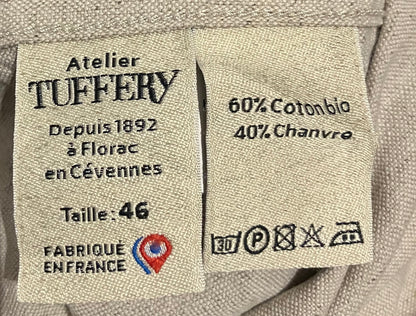 Atelier
TUFFERY
Depuis 1892
à Florac
en Cévennes
Taille : 46
FABRIQUÉ
EN FRANCE
60% Coton bio
40% Chanvre
30 P